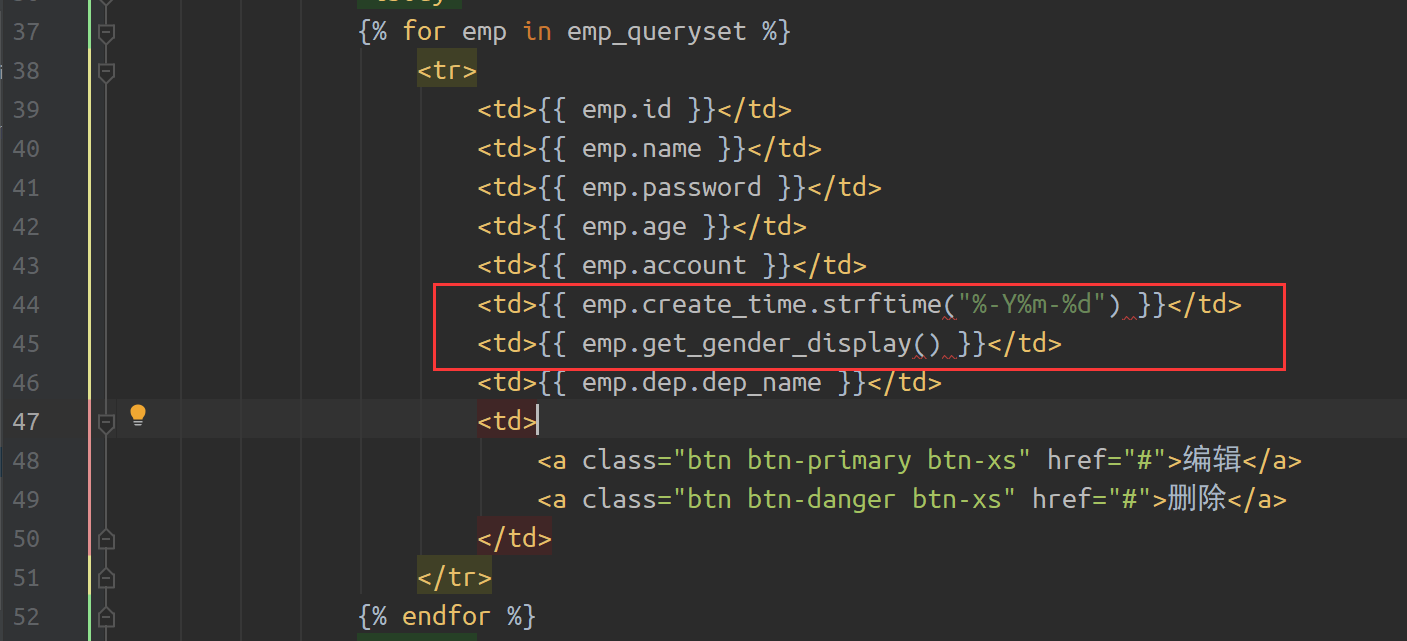 37 {% for emp in emp_queryset %}
38 <tr>
39 <td>{{ emp.id }}</td>
40 <td>{{ emp.name }}</td>
41 <td>{{ emp.password }}</td>
42 <td>{{ emp.age }}</td>
43 <td>{{ emp.account }}</td>
44 <td>{{ emp.create_time.strftime("%-Y%m-%d") }}</td>
45 <td>{{ emp.get_gender_display() }}</td>
46 <td>{{ emp.dep.dep_name }}</td>
47 <td>
48 <a class="btn btn-primary btn-xs" href="#">编辑</a>
49 <a class="btn btn-danger btn-xs" href="#">删除</a>
50 </td>
51 </tr>
52 {% endfor %}